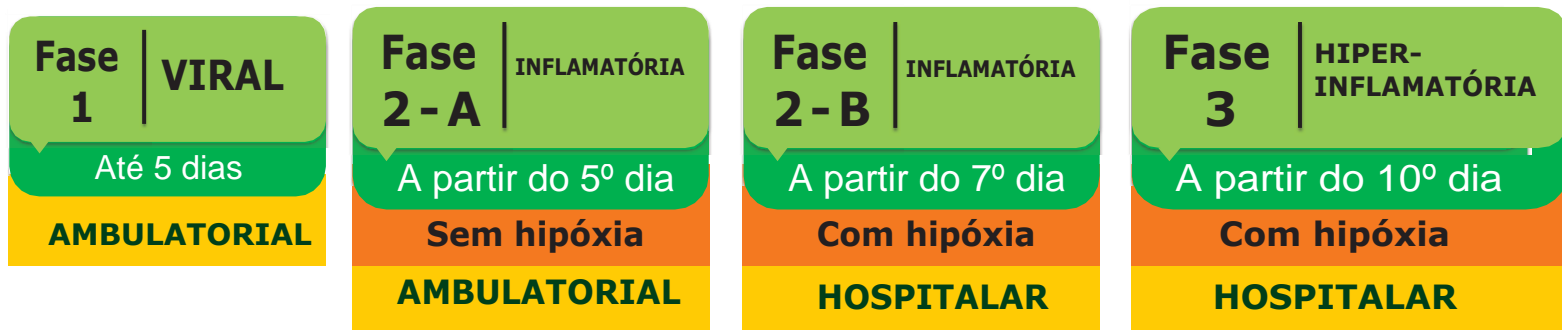 Fase
1
VIRAL
Até 5 dias
AMBULATORIAL
Fase
2-A
INFLAMATÓRIA
A partir do 5º dia
Sem hipóxia
AMBULATORIAL
Fase
2-B
INFLAMATÓRIA
A partir do 7º dia
Com hipóxia
HOSPITALAR
Fase
3
HIPER-
INFLAMATÓRIA
A partir do 10º dia
Com hipóxia
HOSPITALAR